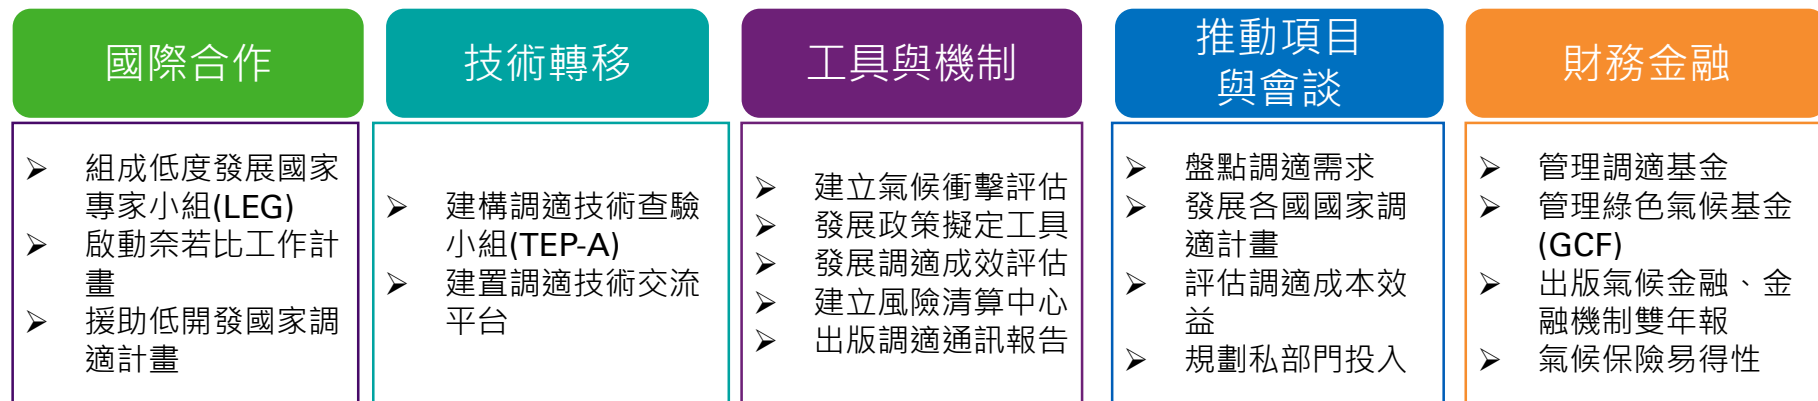 國際合作
組成低度發展國家
專家小組(LEG)
啟動奈若比工作計
畫
援助低開發國家調
適計畫
技術轉移
建構調適技術查驗
小組(TEP-A)
建置調適技術交流
平台
工具與機制
建立氣候衝擊評估
發展政策擬定工具
發展調適成效評估
建立風險清算中心
出版調適通訊報告
推動項目
與會談
盤點調適需求
發展各國國家調
適計畫
評估調適成本效
益
規劃私部門投入
財務金融
管理調適基金
管理綠色氣候基金
(GCF)
出版氣候金融、金
融機制雙年報
氣候保險易得性